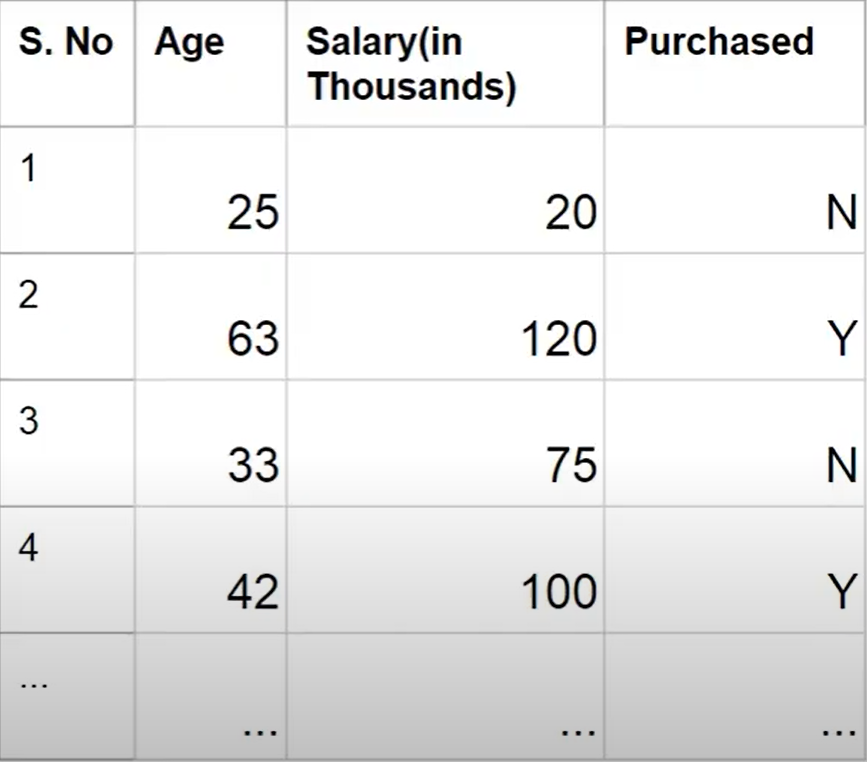 S. No Age Salary(in Purchased
Thousands)
1
25 20 N
2
63 120 Y
3
33 75 N
4
42 100 Y
...
... ... ...